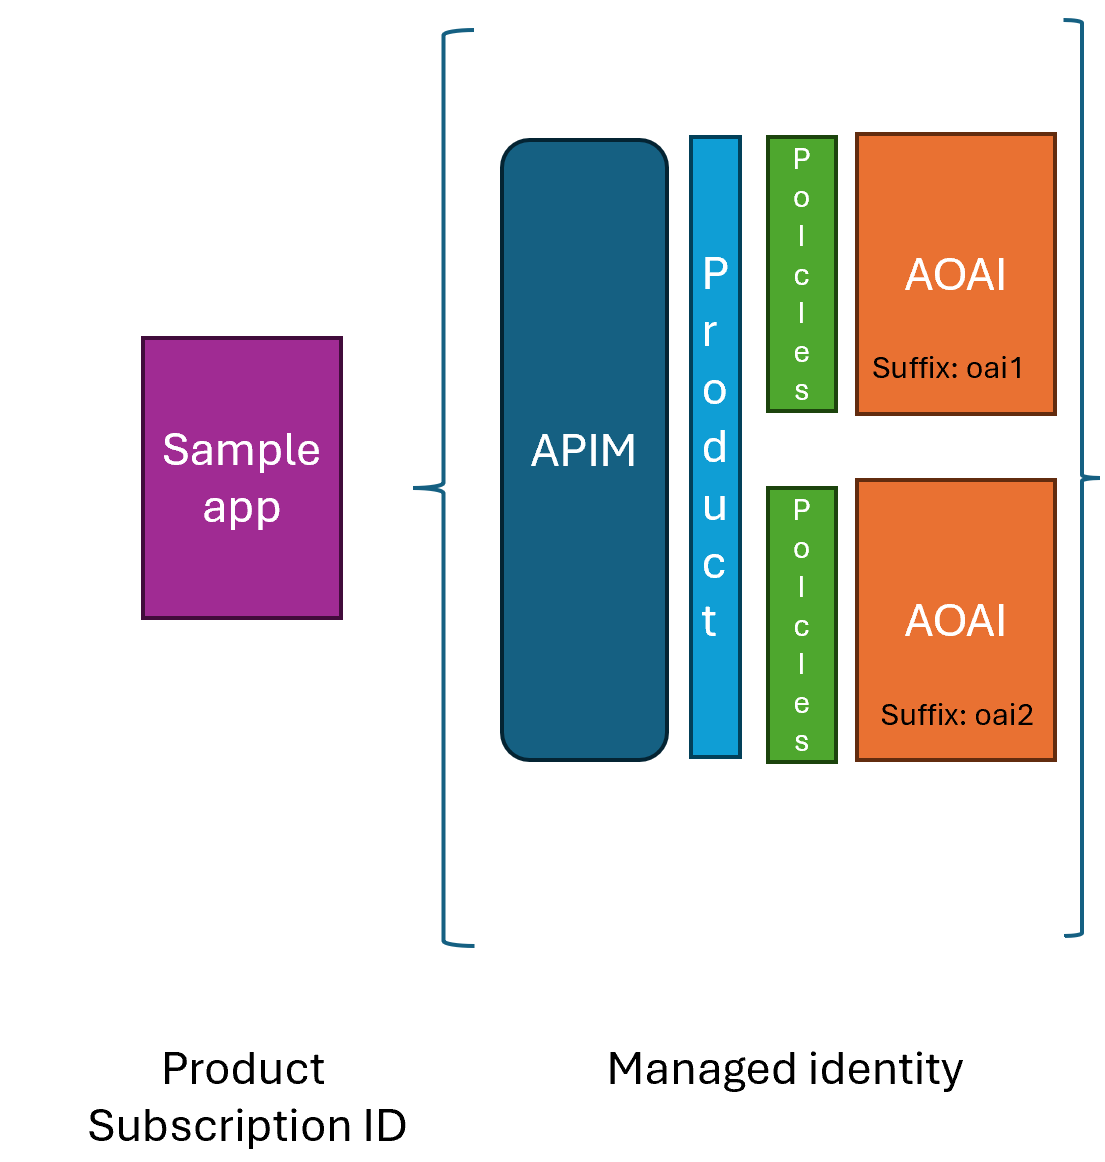 Sample
app
APIM
Product
Polcles
AOAI
Suffix: oai1
Polcles
AOAI
Suffix: oai2
Product
Subscription ID
Managed identity